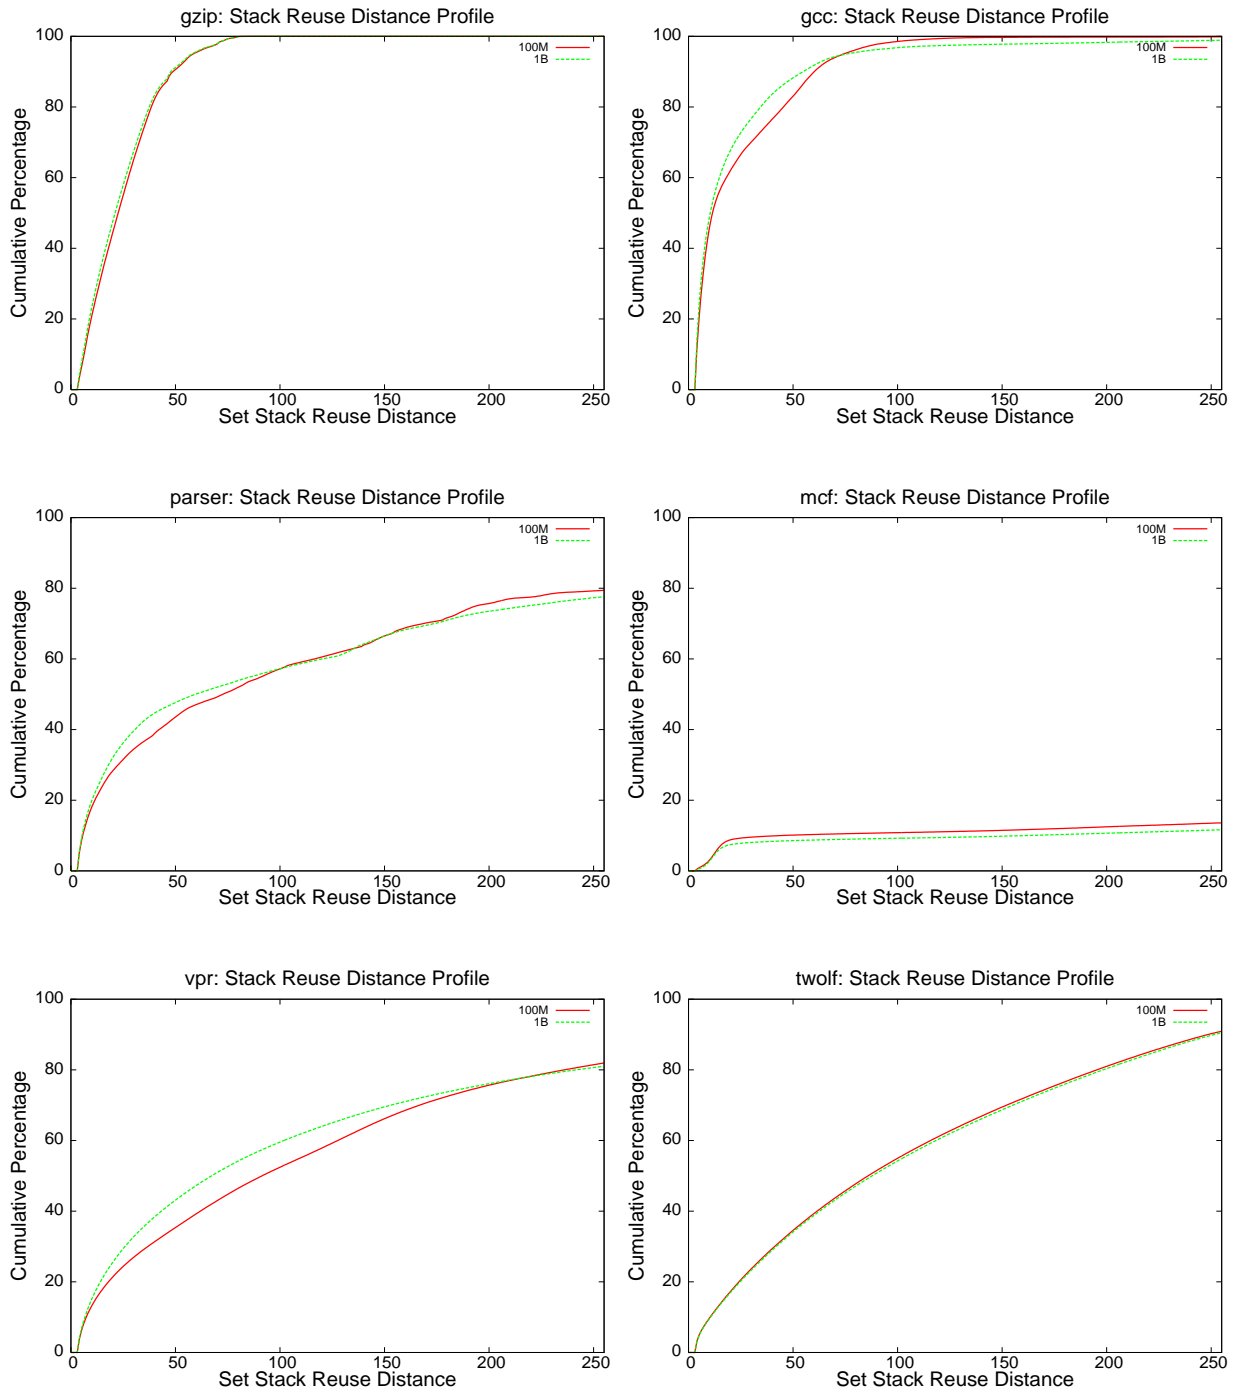 gzip: Stack Reuse Distance Profile
100M
1B
100
80
60
40
20
0
Cumulative Percentage
0 50 100 150 200 250
Set Stack Reuse Distance
gcc: Stack Reuse Distance Profile
100M
1B
100
80
60
40
20
0
Cumulative Percentage
0 50 100 150 200 250
Set Stack Reuse Distance
parser: Stack Reuse Distance Profile
100M
1B
100
80
60
40
20
0
Cumulative Percentage
0 50 100 150 200 250
Set Stack Reuse Distance
mcf: Stack Reuse Distance Profile
100M
1B
100
80
60
40
20
0
Cumulative Percentage
0 50 100 150 200 250
Set Stack Reuse Distance
vpr: Stack Reuse Distance Profile
100M
1B
100
80
60
40
20
0
Cumulative Percentage
0 50 100 150 200 250
Set Stack Reuse Distance
twolf: Stack Reuse Distance Profile
100M
1B
100
80
60
40
20
0
Cumulative Percentage
0 50 100 150 200 250
Set Stack Reuse Distance